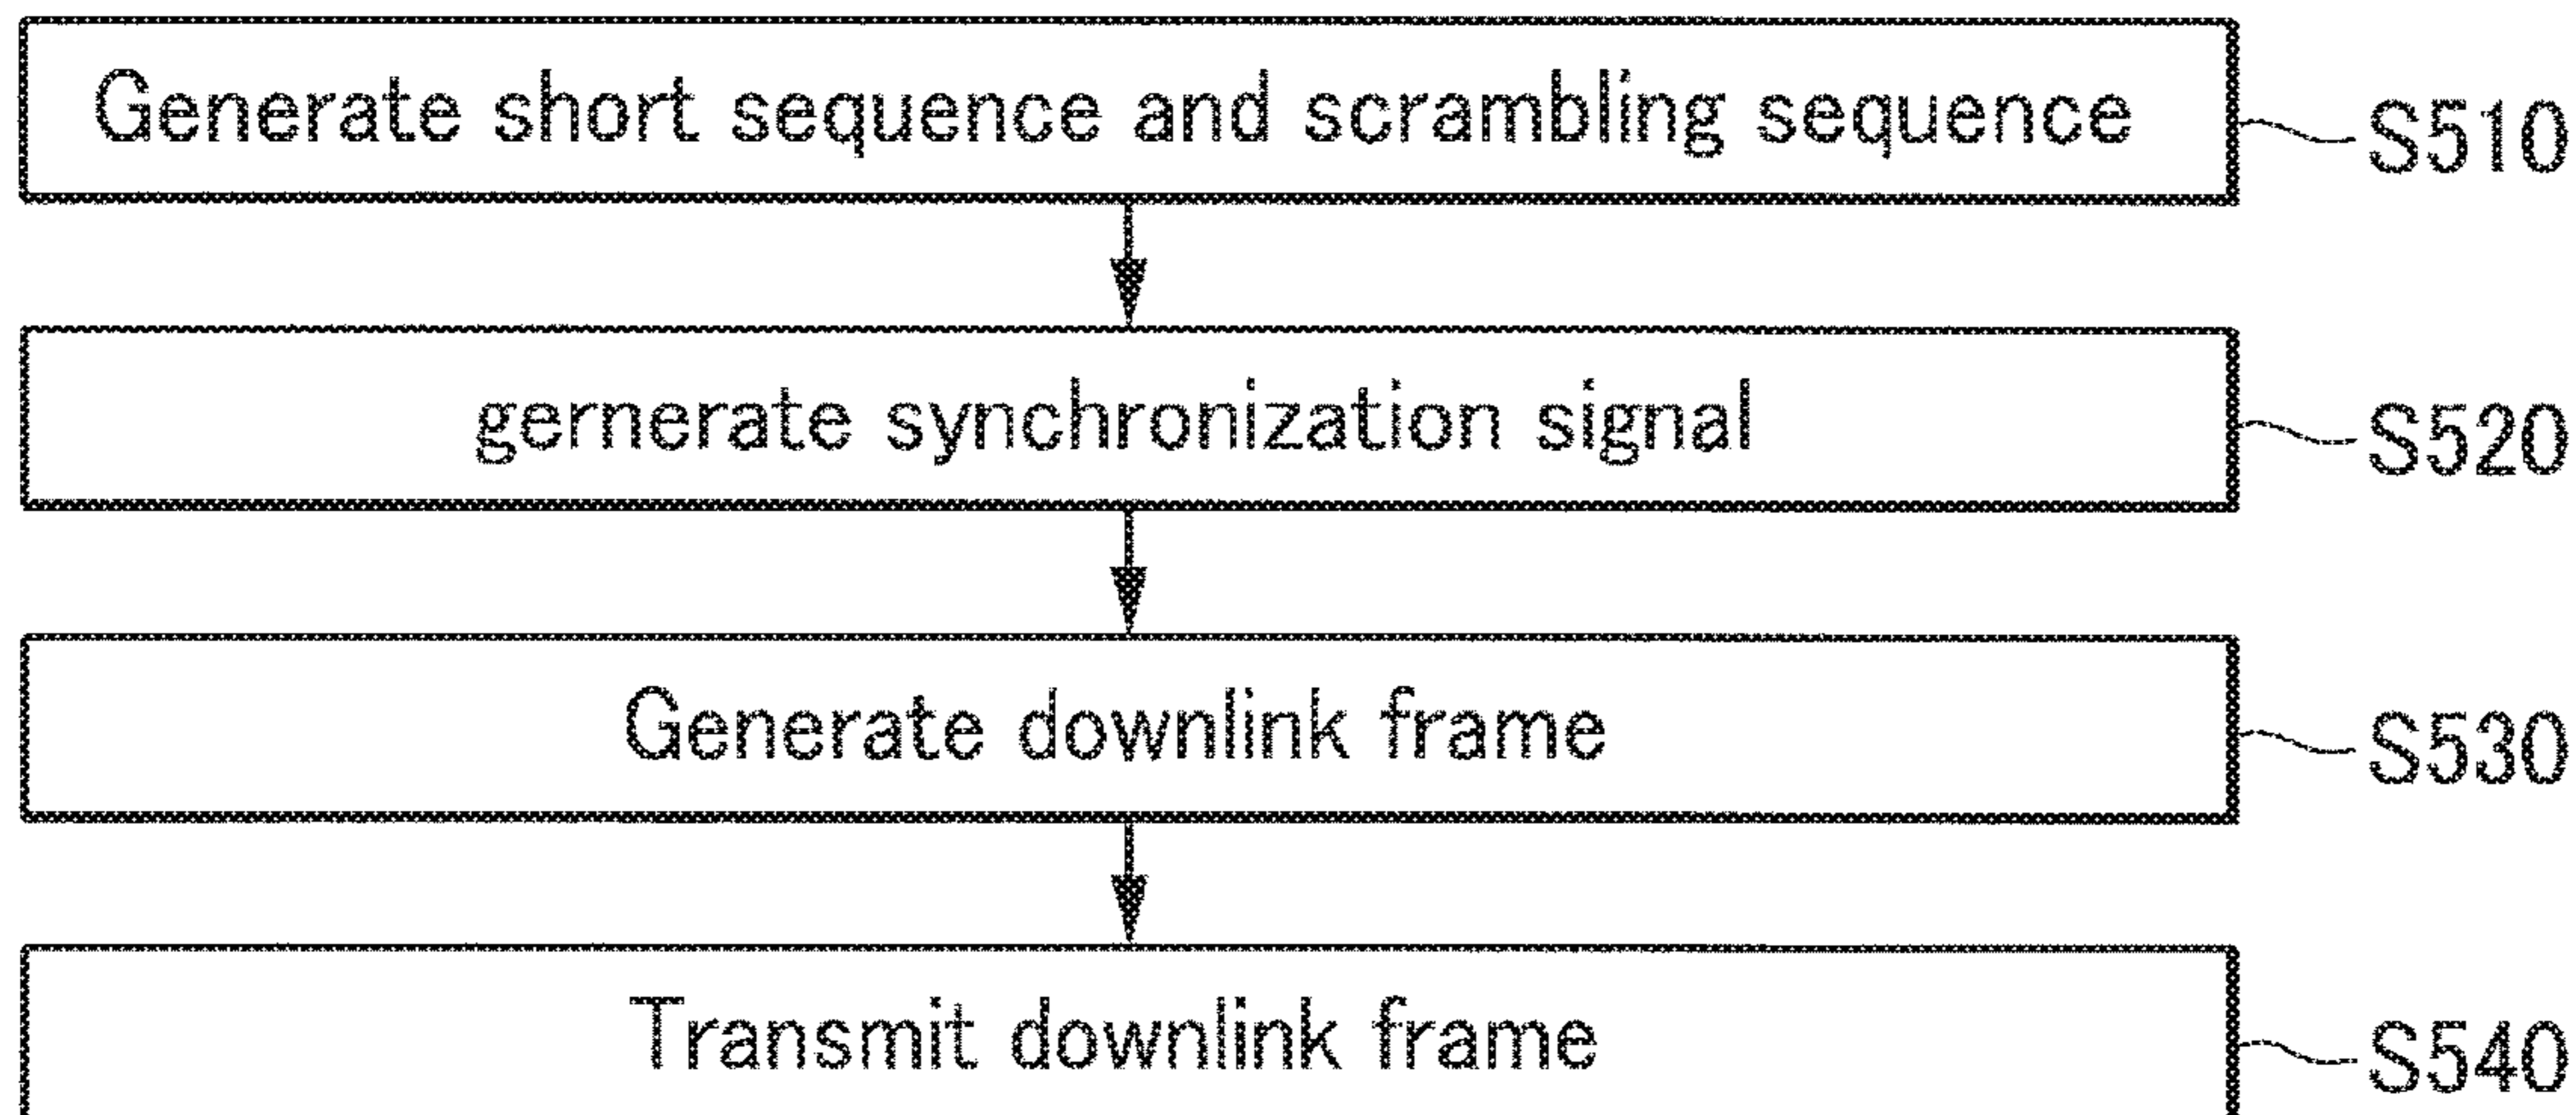 Generate short sequence and scrambling sequence
S510
gernerate synchronization signal
S520
Generate downlink frame
S530
Transmit downlink frame
S540